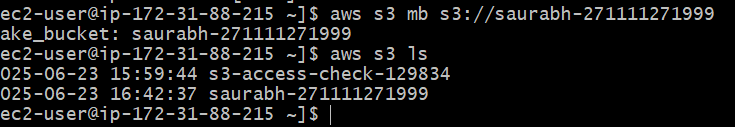 ec2-user@ip-172-31-88-215 ~]$ aws s3 mb s3://saurabh-271111271999
ake_bucket: saurabh-271111271999
ec2-user@ip-172-31-88-215 ~]$ aws s3 ls
025-06-23 15:59:44 s3-access-check-129834
025-06-23 16:42:37 saurabh-271111271999
ec2-user@ip-172-31-88-215 ~]$